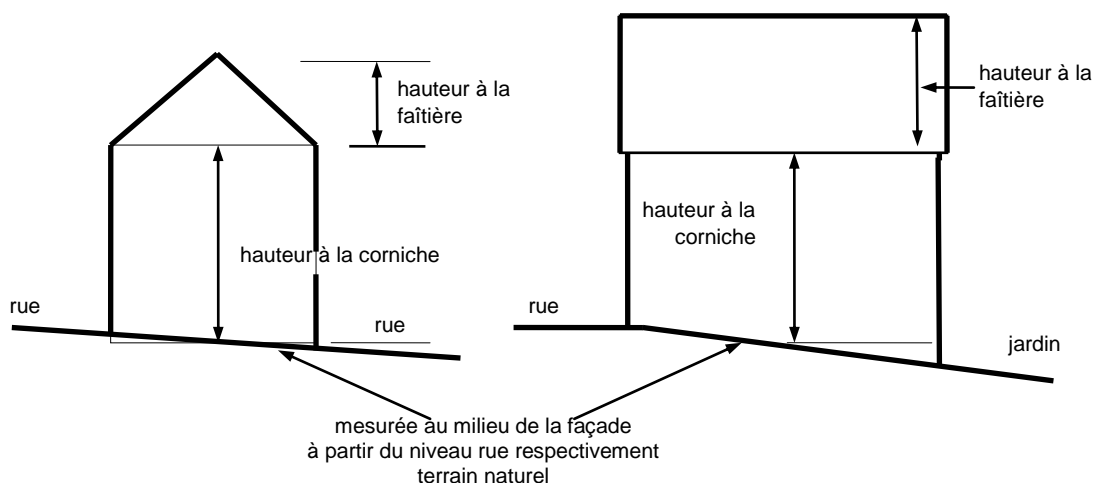 hauteur à la
faîtière
hauteur à la corniche
rue
rue
hauteur à la
faîtière
hauteur à la
corniche
rue
jardin
mesurée au milieu de la façade
à partir du niveau rue respectivement
terrain naturel